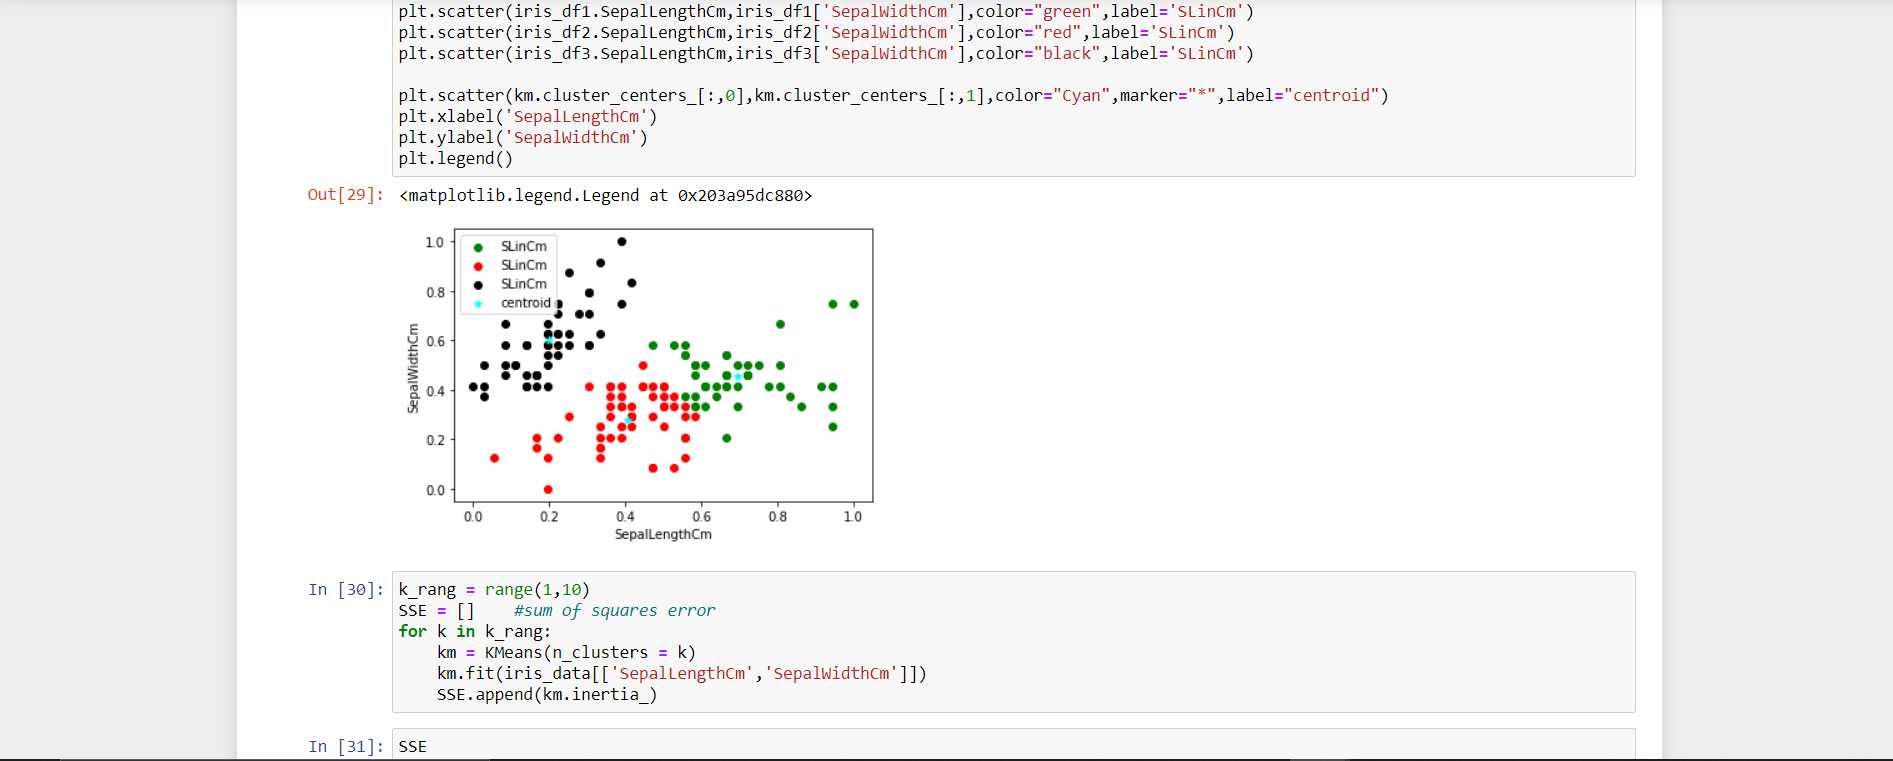 plt.scatter(iris_df1.SepalLengthCm,iris_df1['SepalWidthCm'],color="green",label='SLinCm')
plt.scatter(iris_df2.SepalLengthCm,iris_df2['SepalWidthCm'],color="red",label='SLinCm')
plt.scatter(iris_df3.SepalLengthCm,iris_df3['SepalWidthCm'],color="black",label='SLinCm')
plt.scatter(km.cluster_centers_[:,0],km.cluster_centers_[:,1],color="Cyan",marker="*",label="centroid")
plt.xlabel('SepalLengthCm')
plt.ylabel('SepalWidthCm')
plt.legend()
Out[29]: <matplotlib.legend.Legend at 0x203a95dc880>
SLinCm
SLinCm
SLinCm
centroid
1.0
0.8
0.6
0.4
0.2
0.0
SepalWidthCm
0.0 0.2 0.4 0.6 0.8 1.0
SepalLengthCm
In [30]: k_rang = range(1,10)
SSE = [] #sum of squares error
for k in k_rang:
km = KMeans(n_clusters = k)
km.fit(iris_data[['SepalLengthCm','SepalWidthCm']])
SSE.append(km.inertia_)
In [31]: SSE